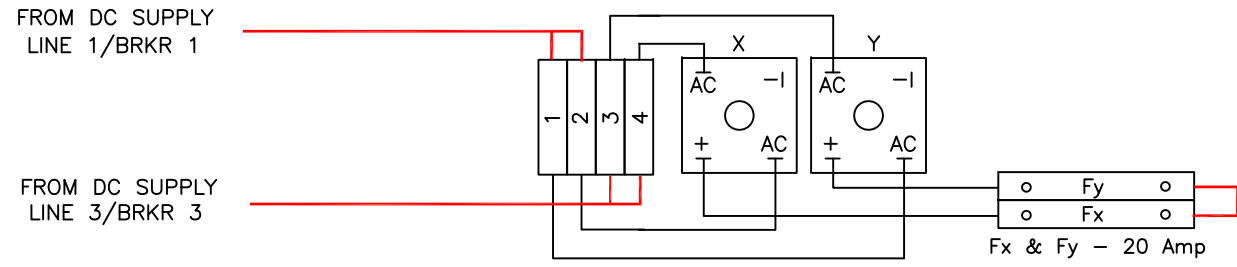 FROM DC SUPPLY
LINE 1/BRKR 1
X
Y
AC
–
AC
–
1
2
3
4
+
AC
+
AC
FROM DC SUPPLY
LINE 3/BRKR 3
Fy
Fx
Fx & Fy – 20 Amp